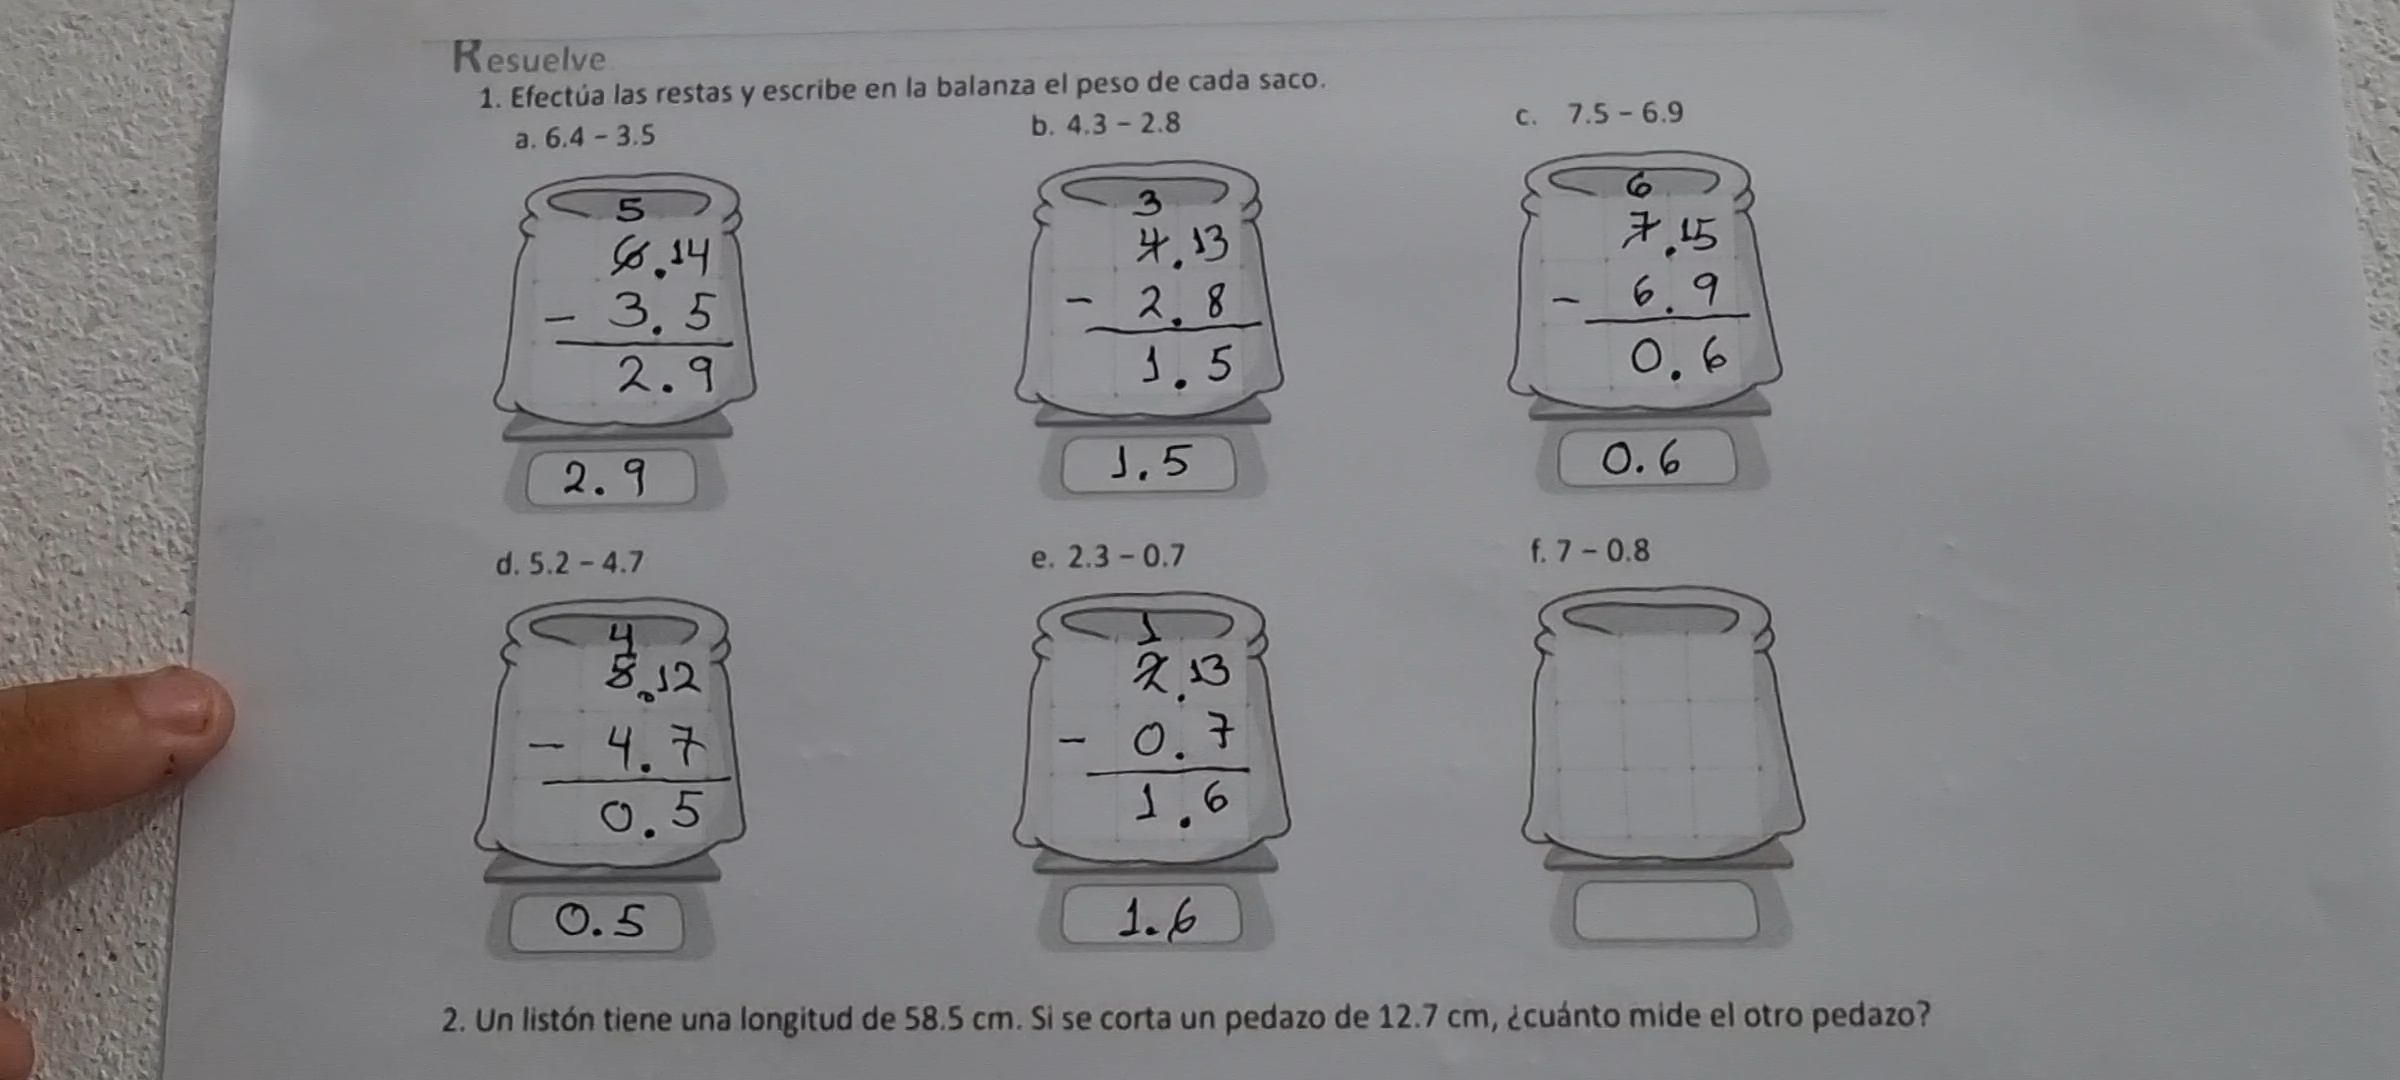 Resuelve
1. Efectúa las restas y escribe en la balanza el peso de cada saco.
a. 6.4 – 3.5
5
6.14
– 3.5
2.9
2.9
b. 4.3 – 2.8
3
4.13
– 2.8
1.5
1.5
c. 7.5 – 6.9
6
7.15
– 6.9
0.6
0.6
d. 5.2 – 4.7
4
5.12
– 4.7
0.5
0.5
e. 2.3 – 0.7
1
2.13
– 0.7
1.6
1.6
f. 7 – 0.8
2. Un listón tiene una longitud de 58.5 cm. Si se corta un pedazo de 12.7 cm, ¿cuánto mide el otro pedazo?